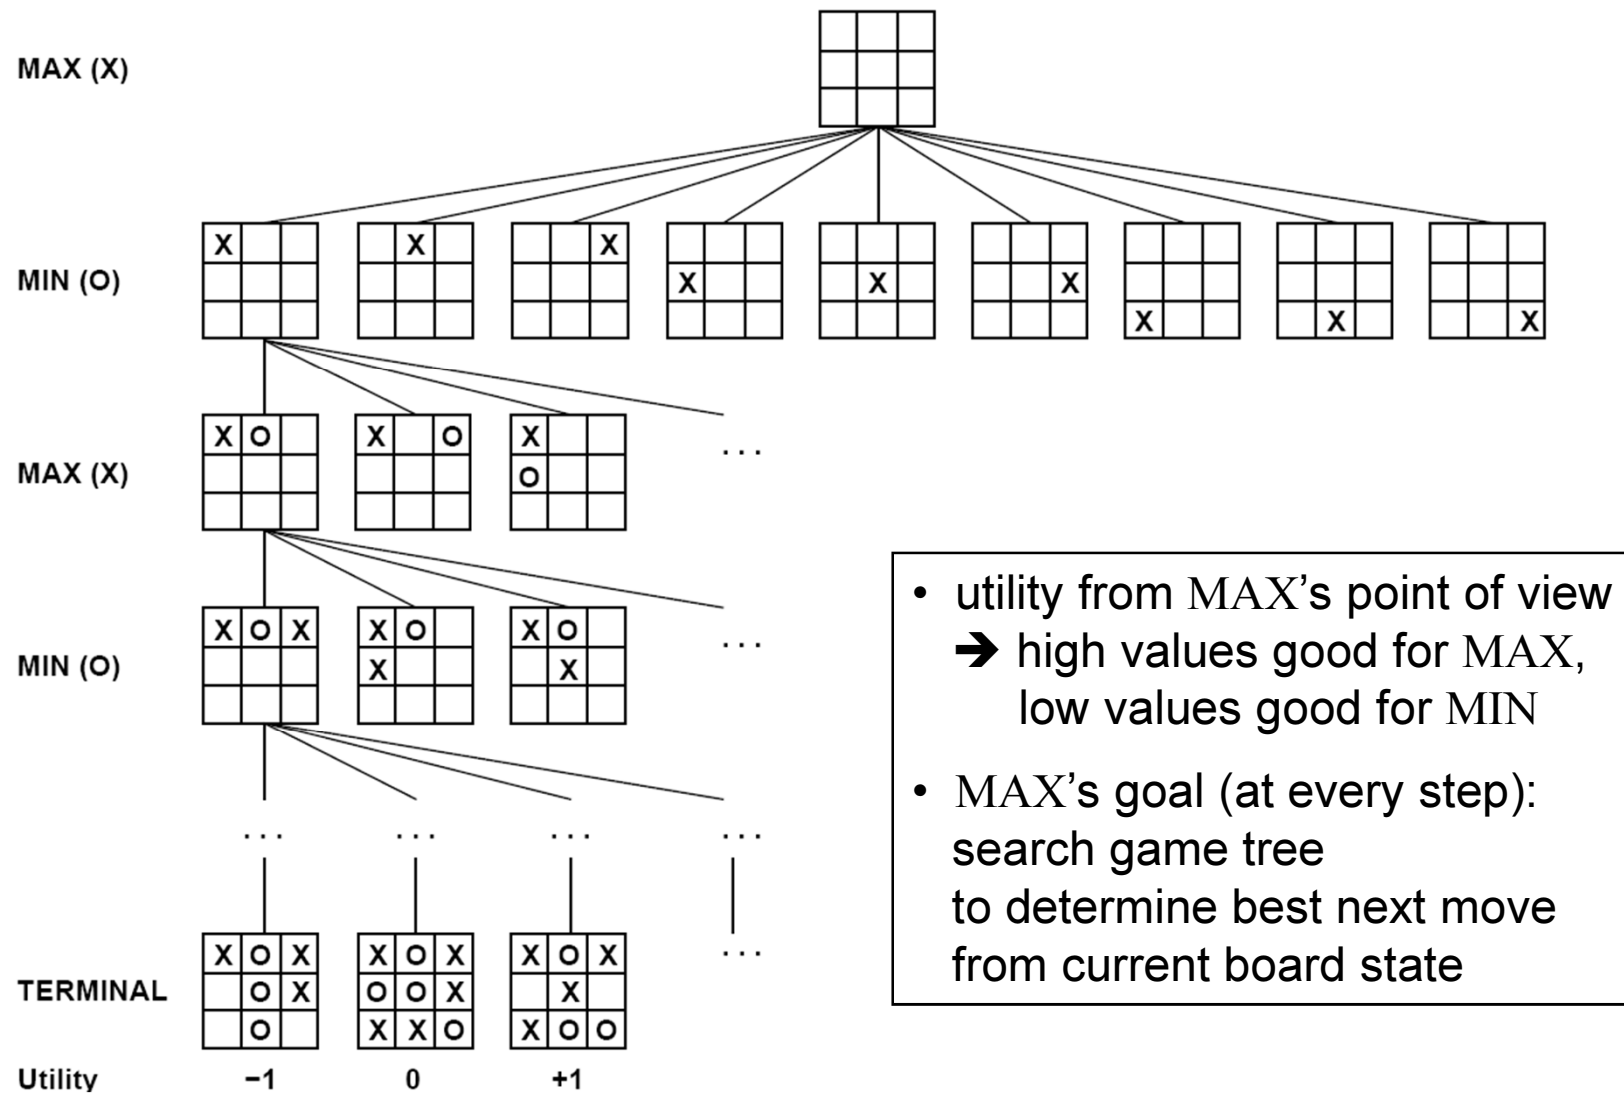 MAX (X)
MIN (O)
X X X X X X X X X
MAX (X)
X O X O X O
...
MIN (O)
X O X X O X X O X
...
... ... ... ...
TERMINAL
X O X X O X X O X
O X O O X X
O X X O X O O
...
Utility −1 0 +1
• utility from MAX’s point of view
➔ high values good for MAX,
low values good for MIN
• MAX’s goal (at every step):
search game tree
to determine best next move
from current board state